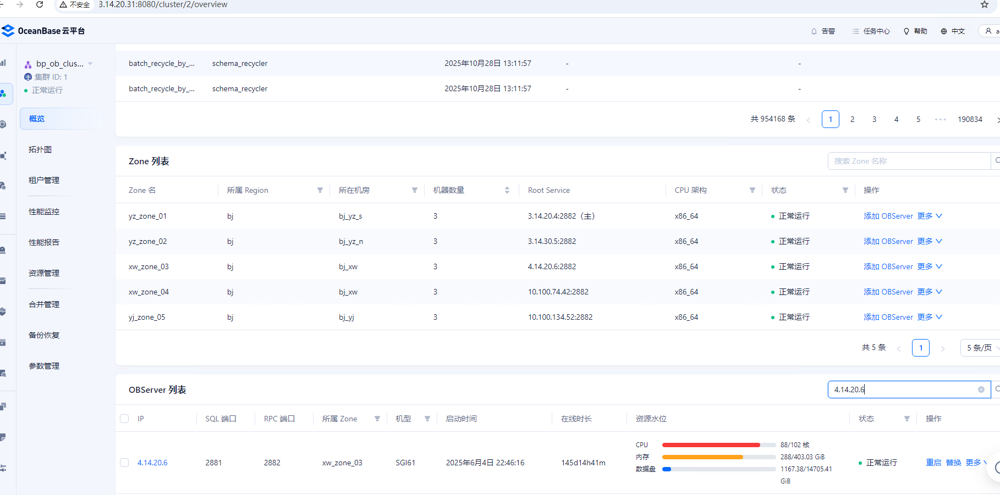 不安全 3.14.20.31:8080/cluster/2/overview
OceanBase 云平台
告警 任务中心 帮助 中文
bp_ob_clus...
集群 ID: 1
正常运行
概览
拓扑图
租户管理
性能监控
性能报告
资源管理
合并管理
备份恢复
参数管理
batch_recycle_by_... schema_recycler 2025年10月28日 13:11:57 - -
batch_recycle_by_... schema_recycler 2025年10月28日 13:11:57 - -
共 954168 条 < 1 2 3 4 5 ••• 190834 >
Zone 列表 搜索 Zone 名称
Zone 名 所属 Region 所在机房 机器数量 Root Service CPU 架构 状态 操作
yz_zone_01 bj bj_yz_s 3 3.14.20.4:2882（主） x86_64 正常运行 添加 OBServer 更多
yz_zone_02 bj bj_yz_n 3 3.14.30.5:2882 x86_64 正常运行 添加 OBServer 更多
xw_zone_03 bj bj_xw 3 4.14.20.6:2882 x86_64 正常运行 添加 OBServer 更多
xw_zone_04 bj bj_xw 3 10.100.74.42:2882 x86_64 正常运行 添加 OBServer 更多
yj_zone_05 bj bj_yj 3 10.100.134.52:2882 x86_64 正常运行 添加 OBServer 更多
共 5 条 < 1 > 5 条/页
OBServer 列表 4.14.20.6
IP SQL 端口 RPC 端口 所属 Zone 机型 启动时间 在线时长 资源水位 状态 操作
4.14.20.6 2881 2882 xw_zone_03 SGI61 2025年6月4日 22:46:16 145d14h41m
CPU 88/102 核
内存 288/403.03 GiB
数据盘 1167.38/14705.41
GiB
正常运行 重启 替换 更多